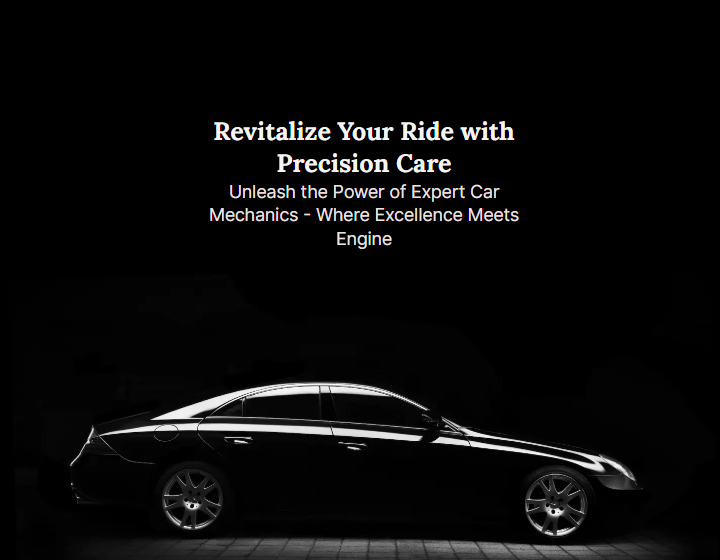 Revitalize Your Ride with
Precision Care
Unleash the Power of Expert Car
Mechanics - Where Excellence Meets
Engine